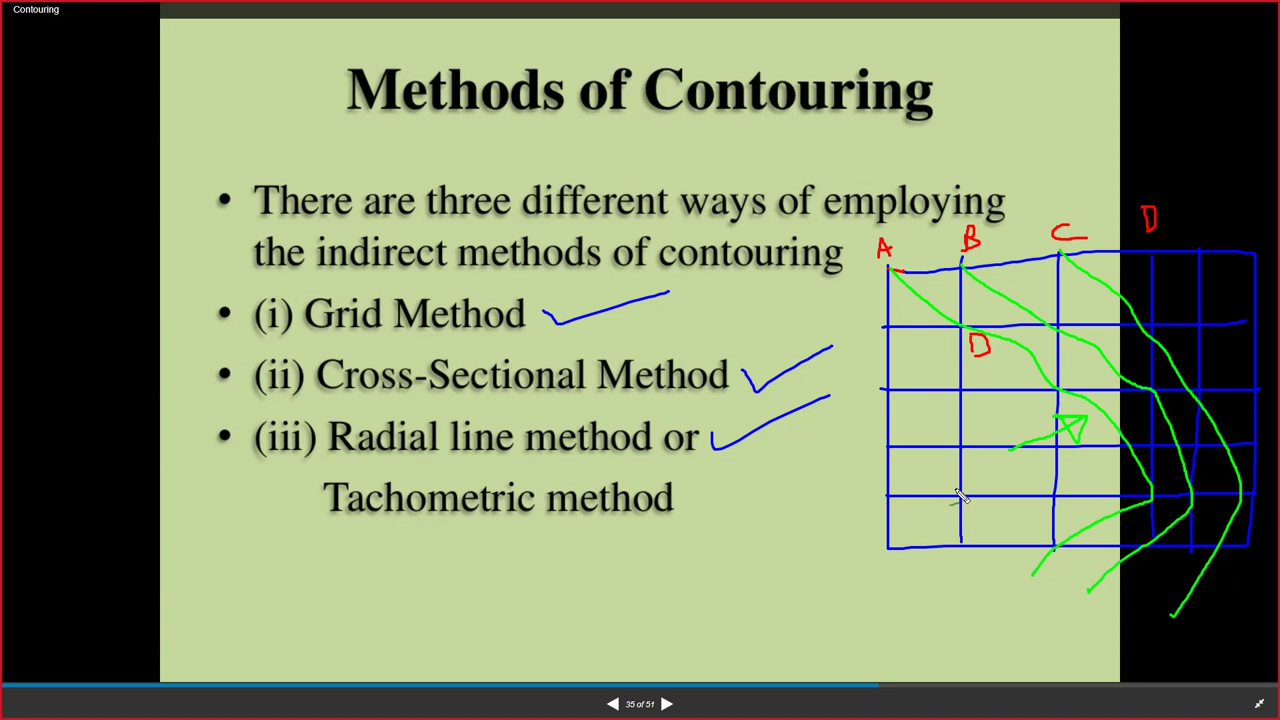 Contouring
Methods of Contouring
• There are three different ways of employing
the indirect methods of contouring
• (i) Grid Method
• (ii) Cross-Sectional Method
• (iii) Radial line method or
Tachometric method
A B C D
D
35 of 51